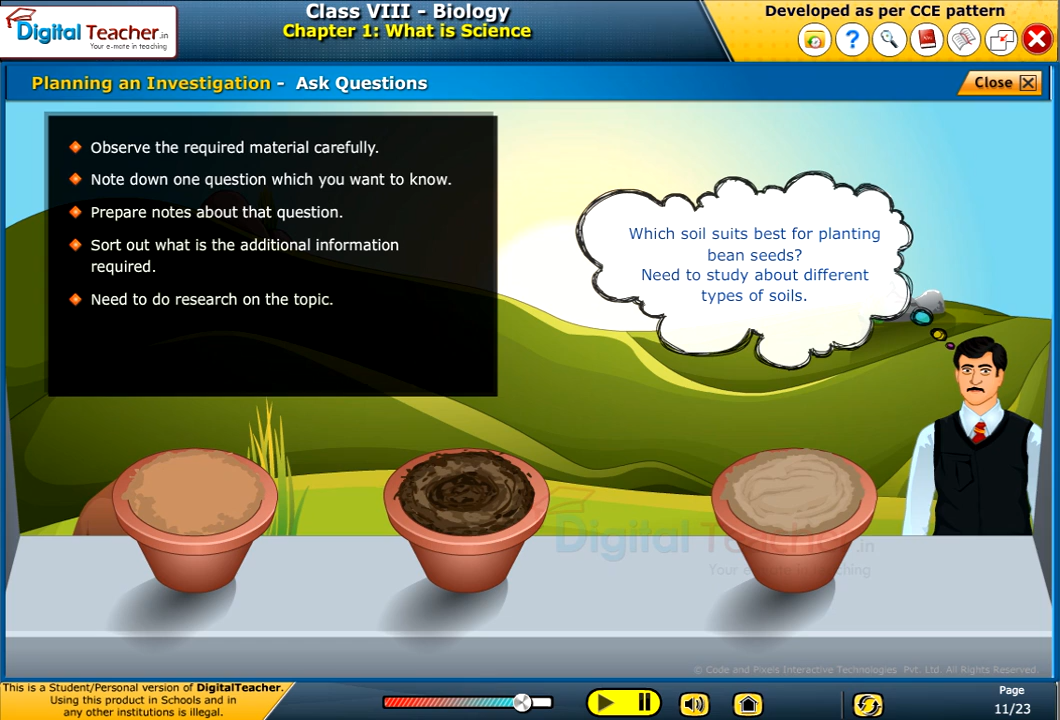 Digital Teacher.in
Your e-mate in teaching
Class VIII - Biology
Chapter 1: What is Science
Developed as per CCE pattern
?
Planning an Investigation - Ask Questions
Close
Observe the required material carefully.
Note down one question which you want to know.
Prepare notes about that question.
Sort out what is the additional information
required.
Need to do research on the topic.
Which soil suits best for planting
bean seeds?
Need to study about different
types of soils.
Digital Teacher.in
Your e-mate in teaching
© Code and Pixels Interactive Technologies Pvt. Ltd. All Rights Reserved.
This is a Student/Personal version of DigitalTeacher.
Using this product in Schools and in
any other institutions is illegal.
Page
11/23